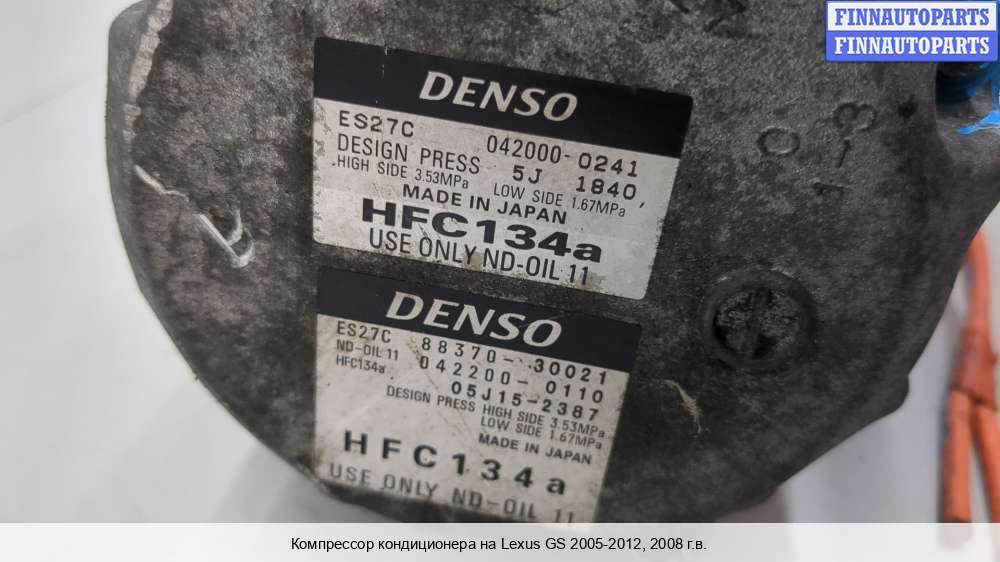 FINNAUTOPARTS
FINNAUTOPARTS
DENSO
ES27C 042000-0241
DESIGN PRESS 5J 1840
HIGH SIDE 3.53MPa LOW SIDE 1.67MPa
MADE IN JAPAN
HFC134a
USE ONLY ND-OIL 11
DENSO
ES27C 88370-30021
ND-OIL 11 042200-0110
HFC134a 05J15-2387
DESIGN PRESS HIGH SIDE 3.53MPa
LOW SIDE 1.67MPa
MADE IN JAPAN
HFC134a
USE ONLY ND-OIL 11
Компрессор кондиционера на Lexus GS 2005-2012, 2008 г.в.